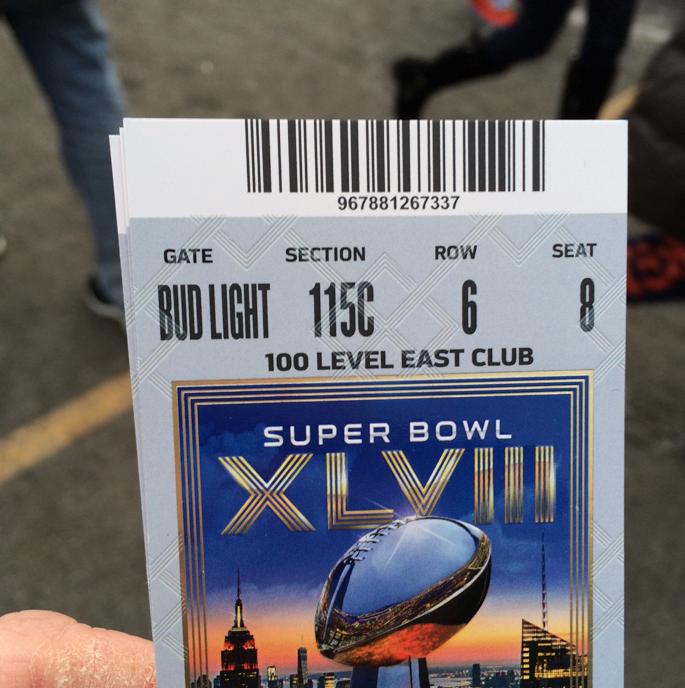 967881267337
GATE SECTION ROW SEAT
BUD LIGHT 115C 6 8
100 LEVEL EAST CLUB
SUPER BOWL
XLVIII